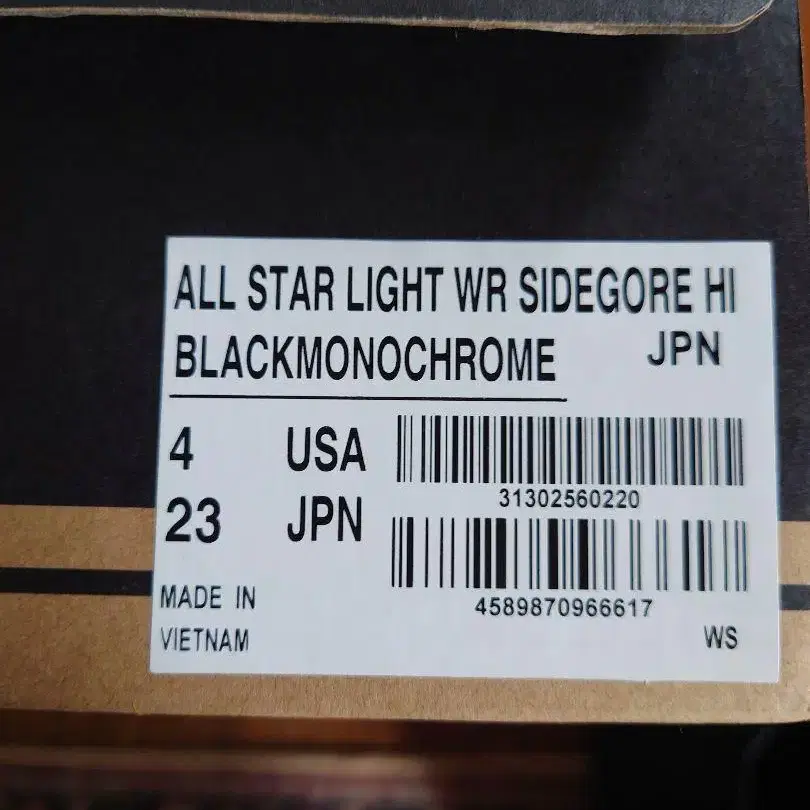 ALL STAR LIGHT WR SIDEGORE HI
BLACKMONOCHROME JPN
4 USA
31302560220
23 JPN
4589870966617
MADE IN
VIETNAM WS